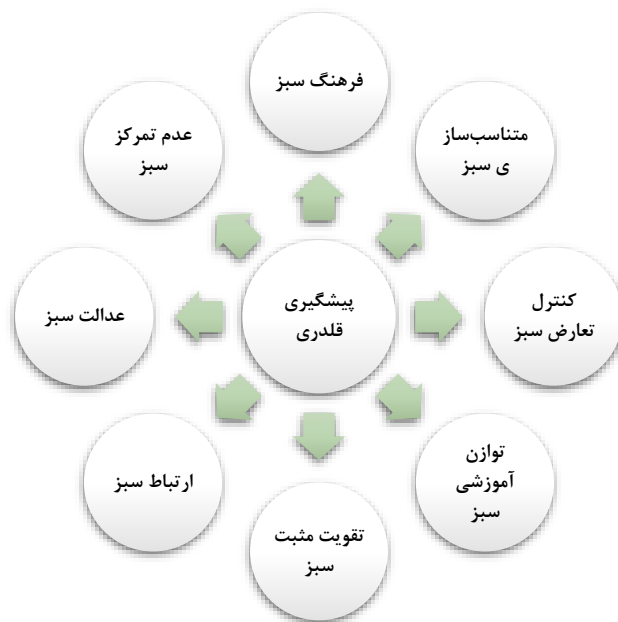 فرهنگ سبز
متناسب‌ساز
ی سبز
کنترل
تعارض سبز
توازن
آموزشی
سبز
تقویت مثبت
سبز
ارتباط سبز
عدالت سبز
عدم تمرکز
سبز
پیشگیری
قلدری